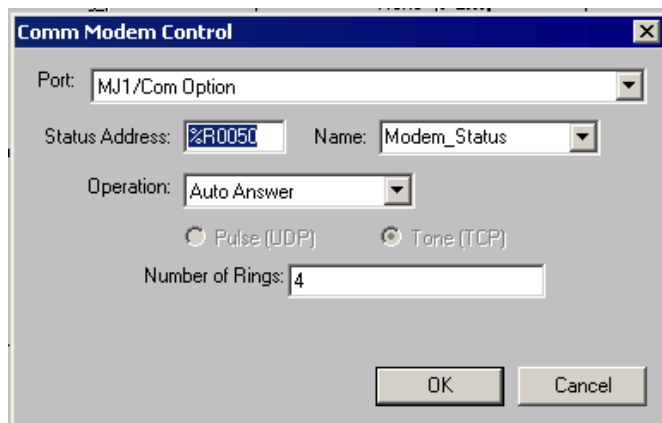 Comm Modem Control
Port: MJ1/Com Option
Status Address: %R0050 Name: Modem_Status
Operation: Auto Answer
Pulse (UDP) Tone (TCP)
Number of Rings: 4
OK Cancel